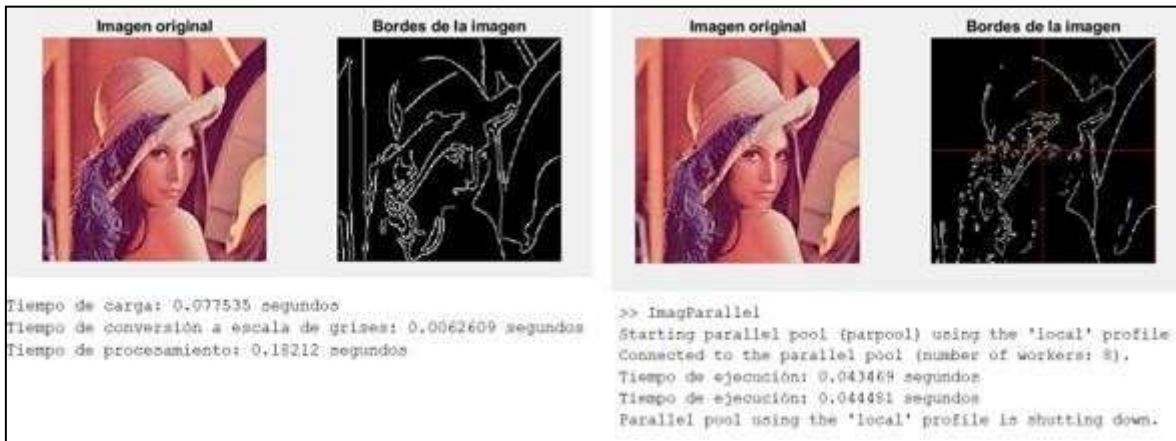 Imagen original
Bordes de la imagen
Tiempo de carga: 0.077535 segundos
Tiempo de conversión a escala de grises: 0.0062609 segundos
Tiempo de procesamiento: 0.18212 segundos
Imagen original
Bordes de la imagen
>> ImagParallel
Starting parallel pool (parpool) using the 'local' profile
Connected to the parallel pool (number of workers: 8).
Tiempo de ejecución: 0.043469 segundos
Tiempo de ejecución: 0.044481 segundos
Parallel pool using the 'local' profile is shutting down.